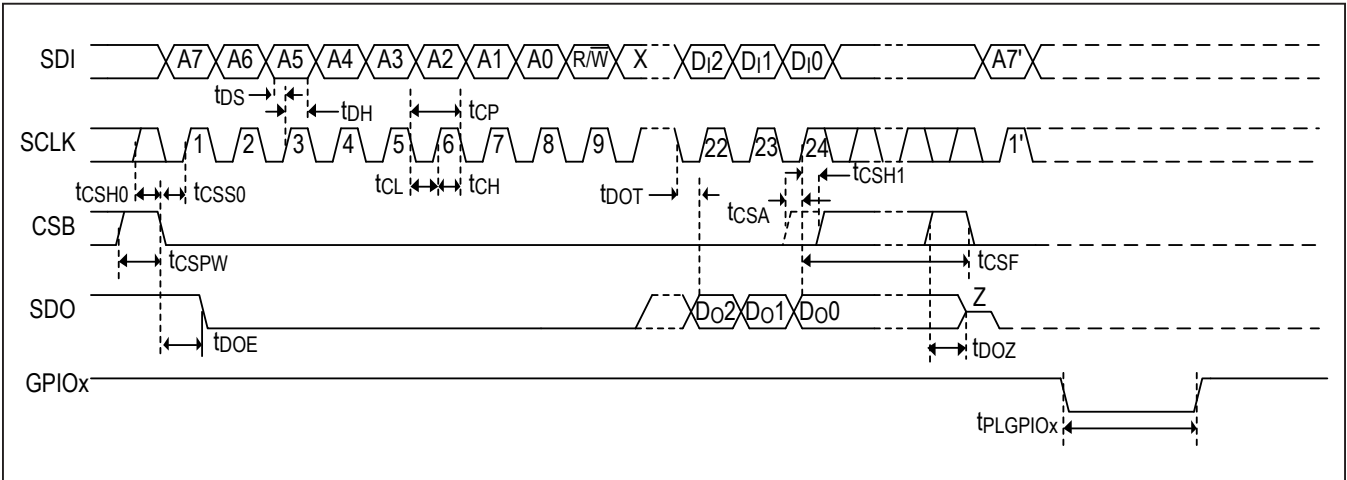 SDI A7 A6 A5 A4 A3 A2 A1 A0 R/W X DI2 DI1 DI0 A7'
tDS tDH tCP
SCLK 1 2 3 4 5 6 7 8 9 22 23 24 1'
tCSH0 tCSS0 tCL tCH tDOT tCSA tCSH1
CSB
tCSPW tCSF
SDO DO2 DO1 DO0 Z
tDOE tDOZ
GPIOx
tPLGPIOx